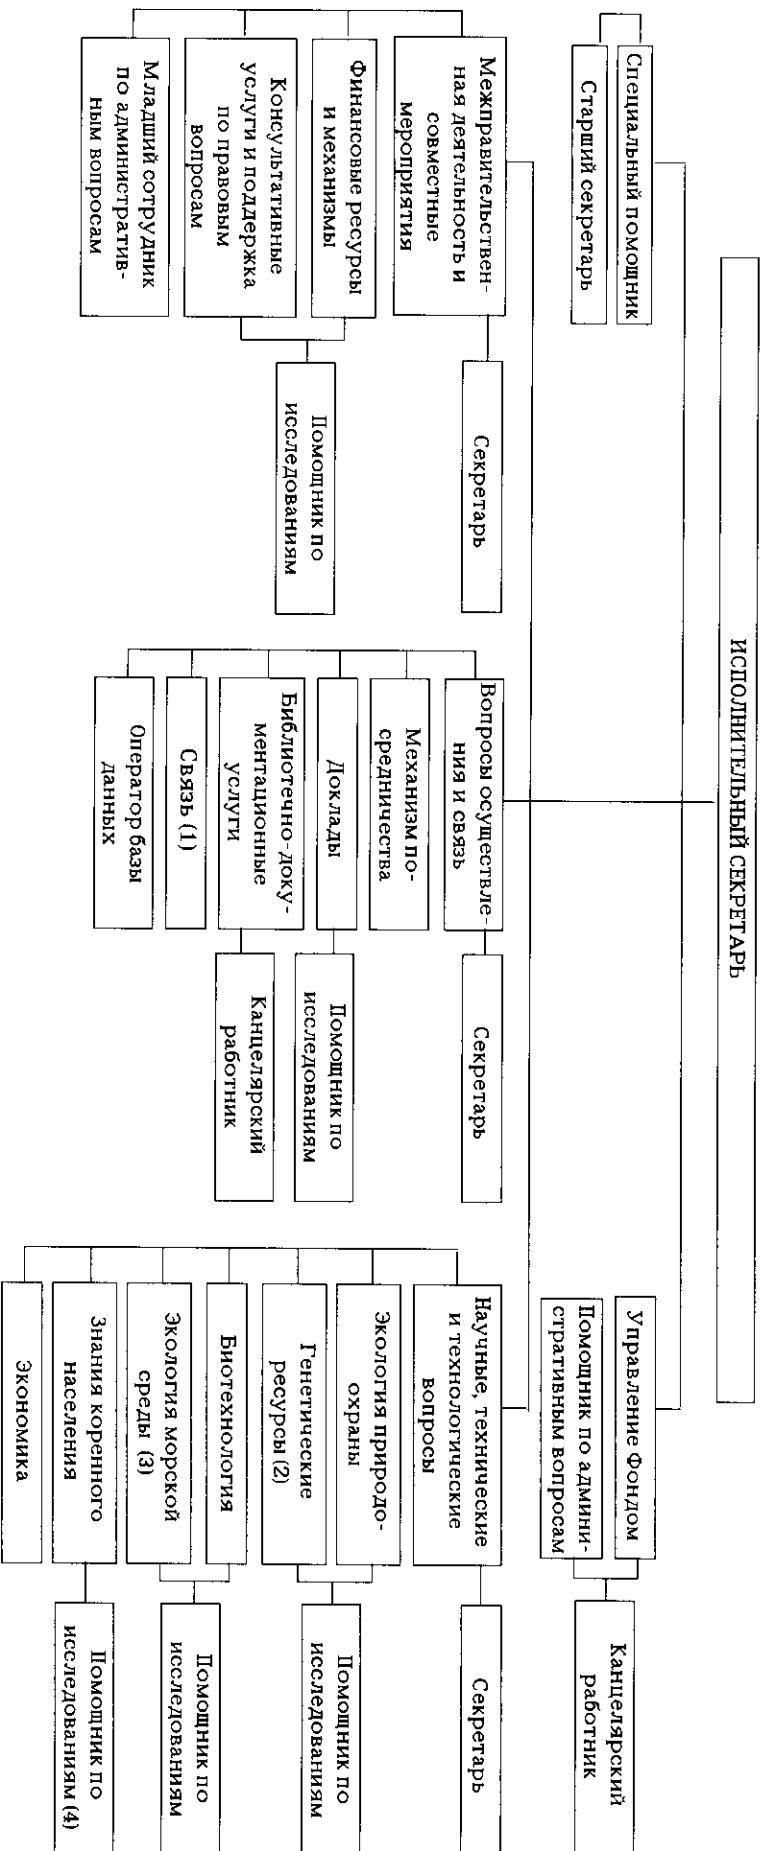 ИСПОЛНИТЕЛЬНЫЙ СЕКРЕТАРЬ
Специальный помощник
Старший секретарь
Управление Фондом
Помощник по админи-
стративным вопросам
Канцелярский
работник
Межправительствен-
ная деятельность и
совместные
мероприятия
Секретарь
Финансовые ресурсы
и механизмы
Консультативные
услуги и поддержка
по правовым
вопросам
Помощник по
исследованиям
Младший сотрудник
по административ-
ным вопросам
Вопросы осуществле-
ния и связь
Секретарь
Механизм по-
средничества
Доклады
Помощник по
исследованиям
Библиотечно-доку-
ментационные
услуги
Канцелярский
работник
Связь (1)
Оператор базы
данных
Научные, технические
и технологические
вопросы
Секретарь
Экология природо-
охраны
Генетические
ресурсы (2)
Помощник по
исследованиям
Биотехнология
Экология морской
среды (3)
Помощник по
исследованиям
Знания коренного
населения
Помощник по
исследованиям (4)
Экономика